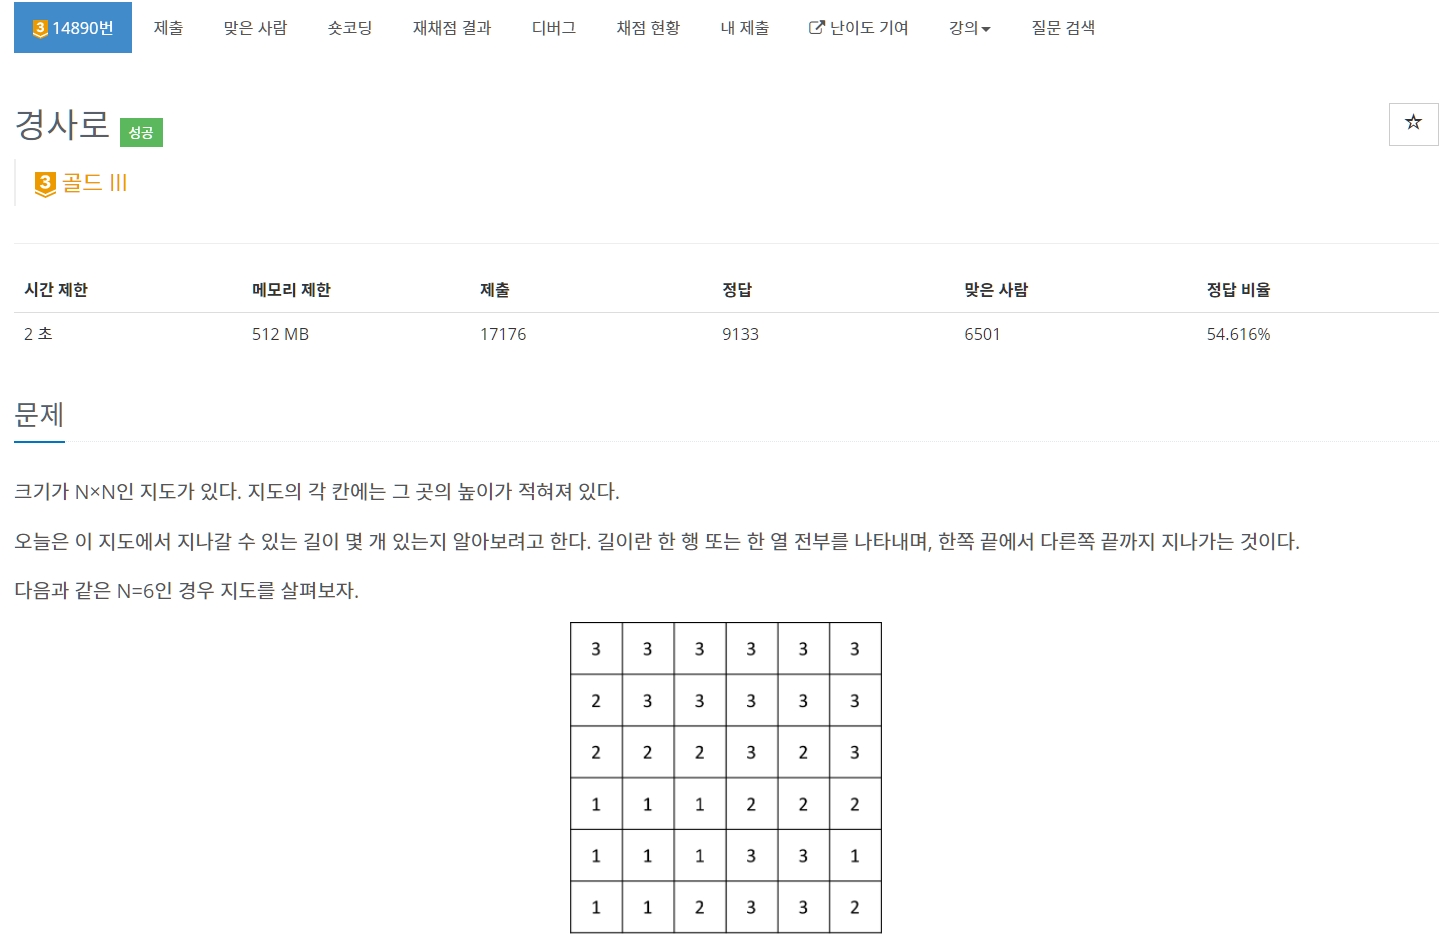 3 14890번 제출 맞은 사람 숏코딩 재채점 결과 디버그 채점 현황 내 제출 난이도 기여 강의 질문 검색
경사로 성공
3 골드 III
시간 제한 메모리 제한 제출 정답 맞은 사람 정답 비율
2 초 512 MB 17176 9133 6501 54.616%
문제
크기가 N×N인 지도가 있다. 지도의 각 칸에는 그 곳의 높이가 적혀져 있다.
오늘은 이 지도에서 지나갈 수 있는 길이 몇 개 있는지 알아보려고 한다. 길이란 한 행 또는 한 열 전부를 나타내며, 한쪽 끝에서 다른쪽 끝까지 지나가는 것이다.
다음과 같은 N=6인 경우 지도를 살펴보자.
3 3 3 3 3 3
2 3 3 3 3 3
2 2 2 3 2 3
1 1 1 2 2 2
1 1 1 3 3 1
1 1 2 3 3 2